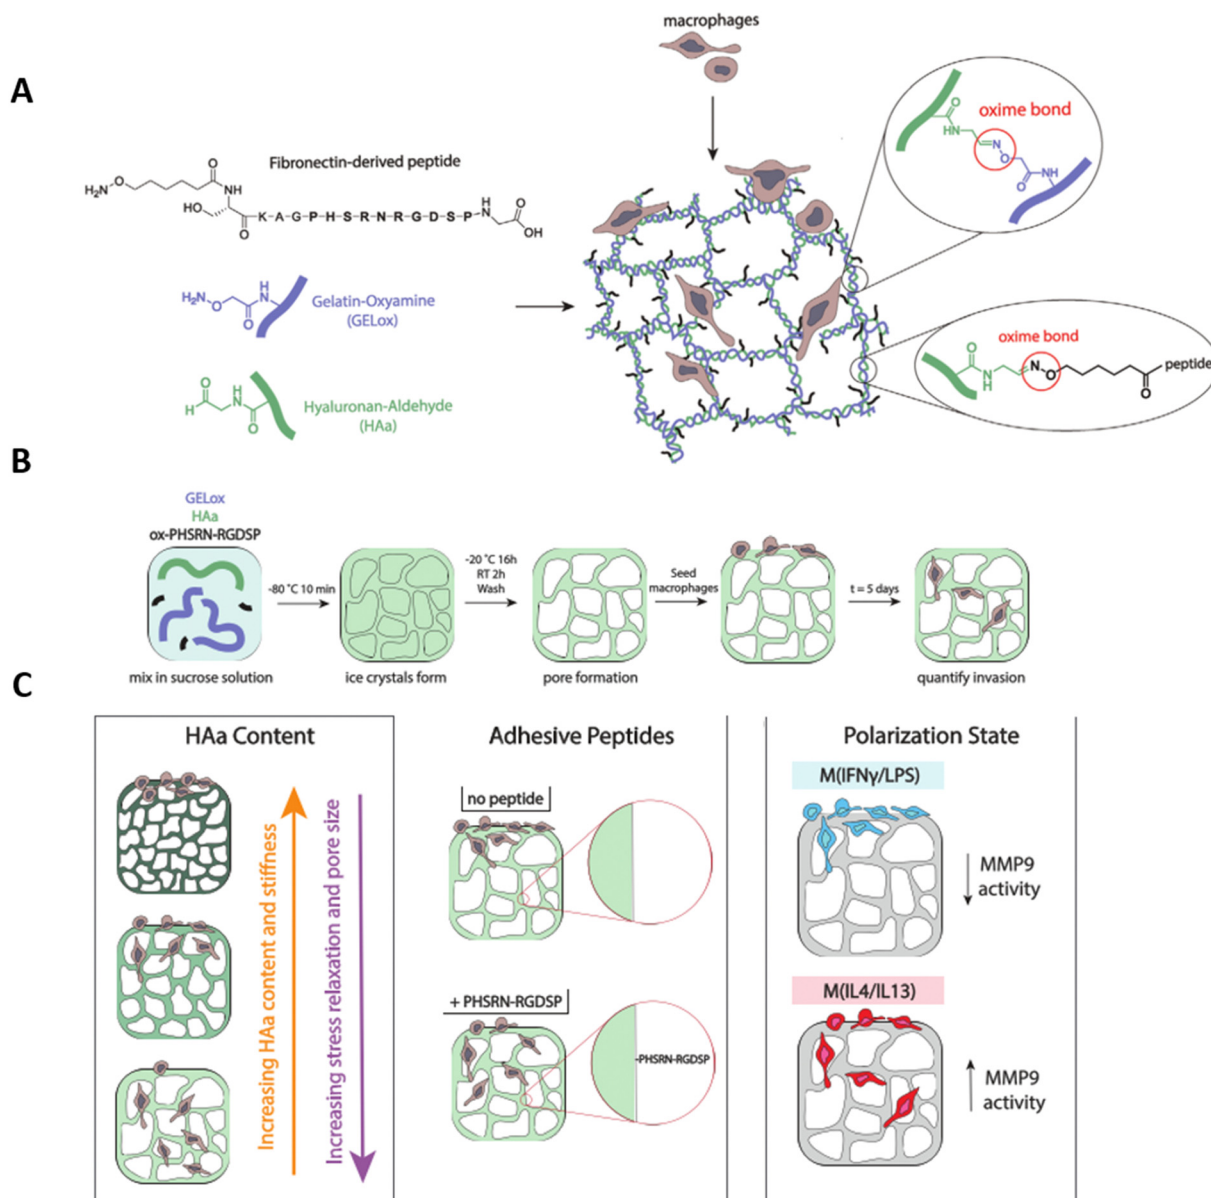 macrophages
A
oxime bond
O
HN
N
O
O
HN
Fibronectin-derived peptide
H₂N
O
O
NH
HO
O
K-A-G-P-H-S-R-N-R-G-D-S-P
H
N
O
OH
NH₂
O
H
N
O
Gelatin-Oxyamine
(GELox)
oxime bond
O
N
H
N
O
O
peptide
O
H
H
N
O
Hyaluronan-Aldehyde
(HAa)
B
GELox
HAa
ox-PHSRN-RGDSP
-80 ˚C 10 min
-20 ˚C 16h
RT 2h
Wash
Seed
macrophages
t = 5 days
mix in sucrose solution
ice crystals form
pore formation
quantify invasion
C
HAa Content
Increasing HAa content and stiffness
Increasing stress relaxation and pore size
Adhesive Peptides
no peptide
+ PHSRN-RGDSP
-PHSRN-RGDSP
Polarization State
M(IFNγ/LPS)
MMP9
activity
M(IL4/IL13)
MMP9
activity